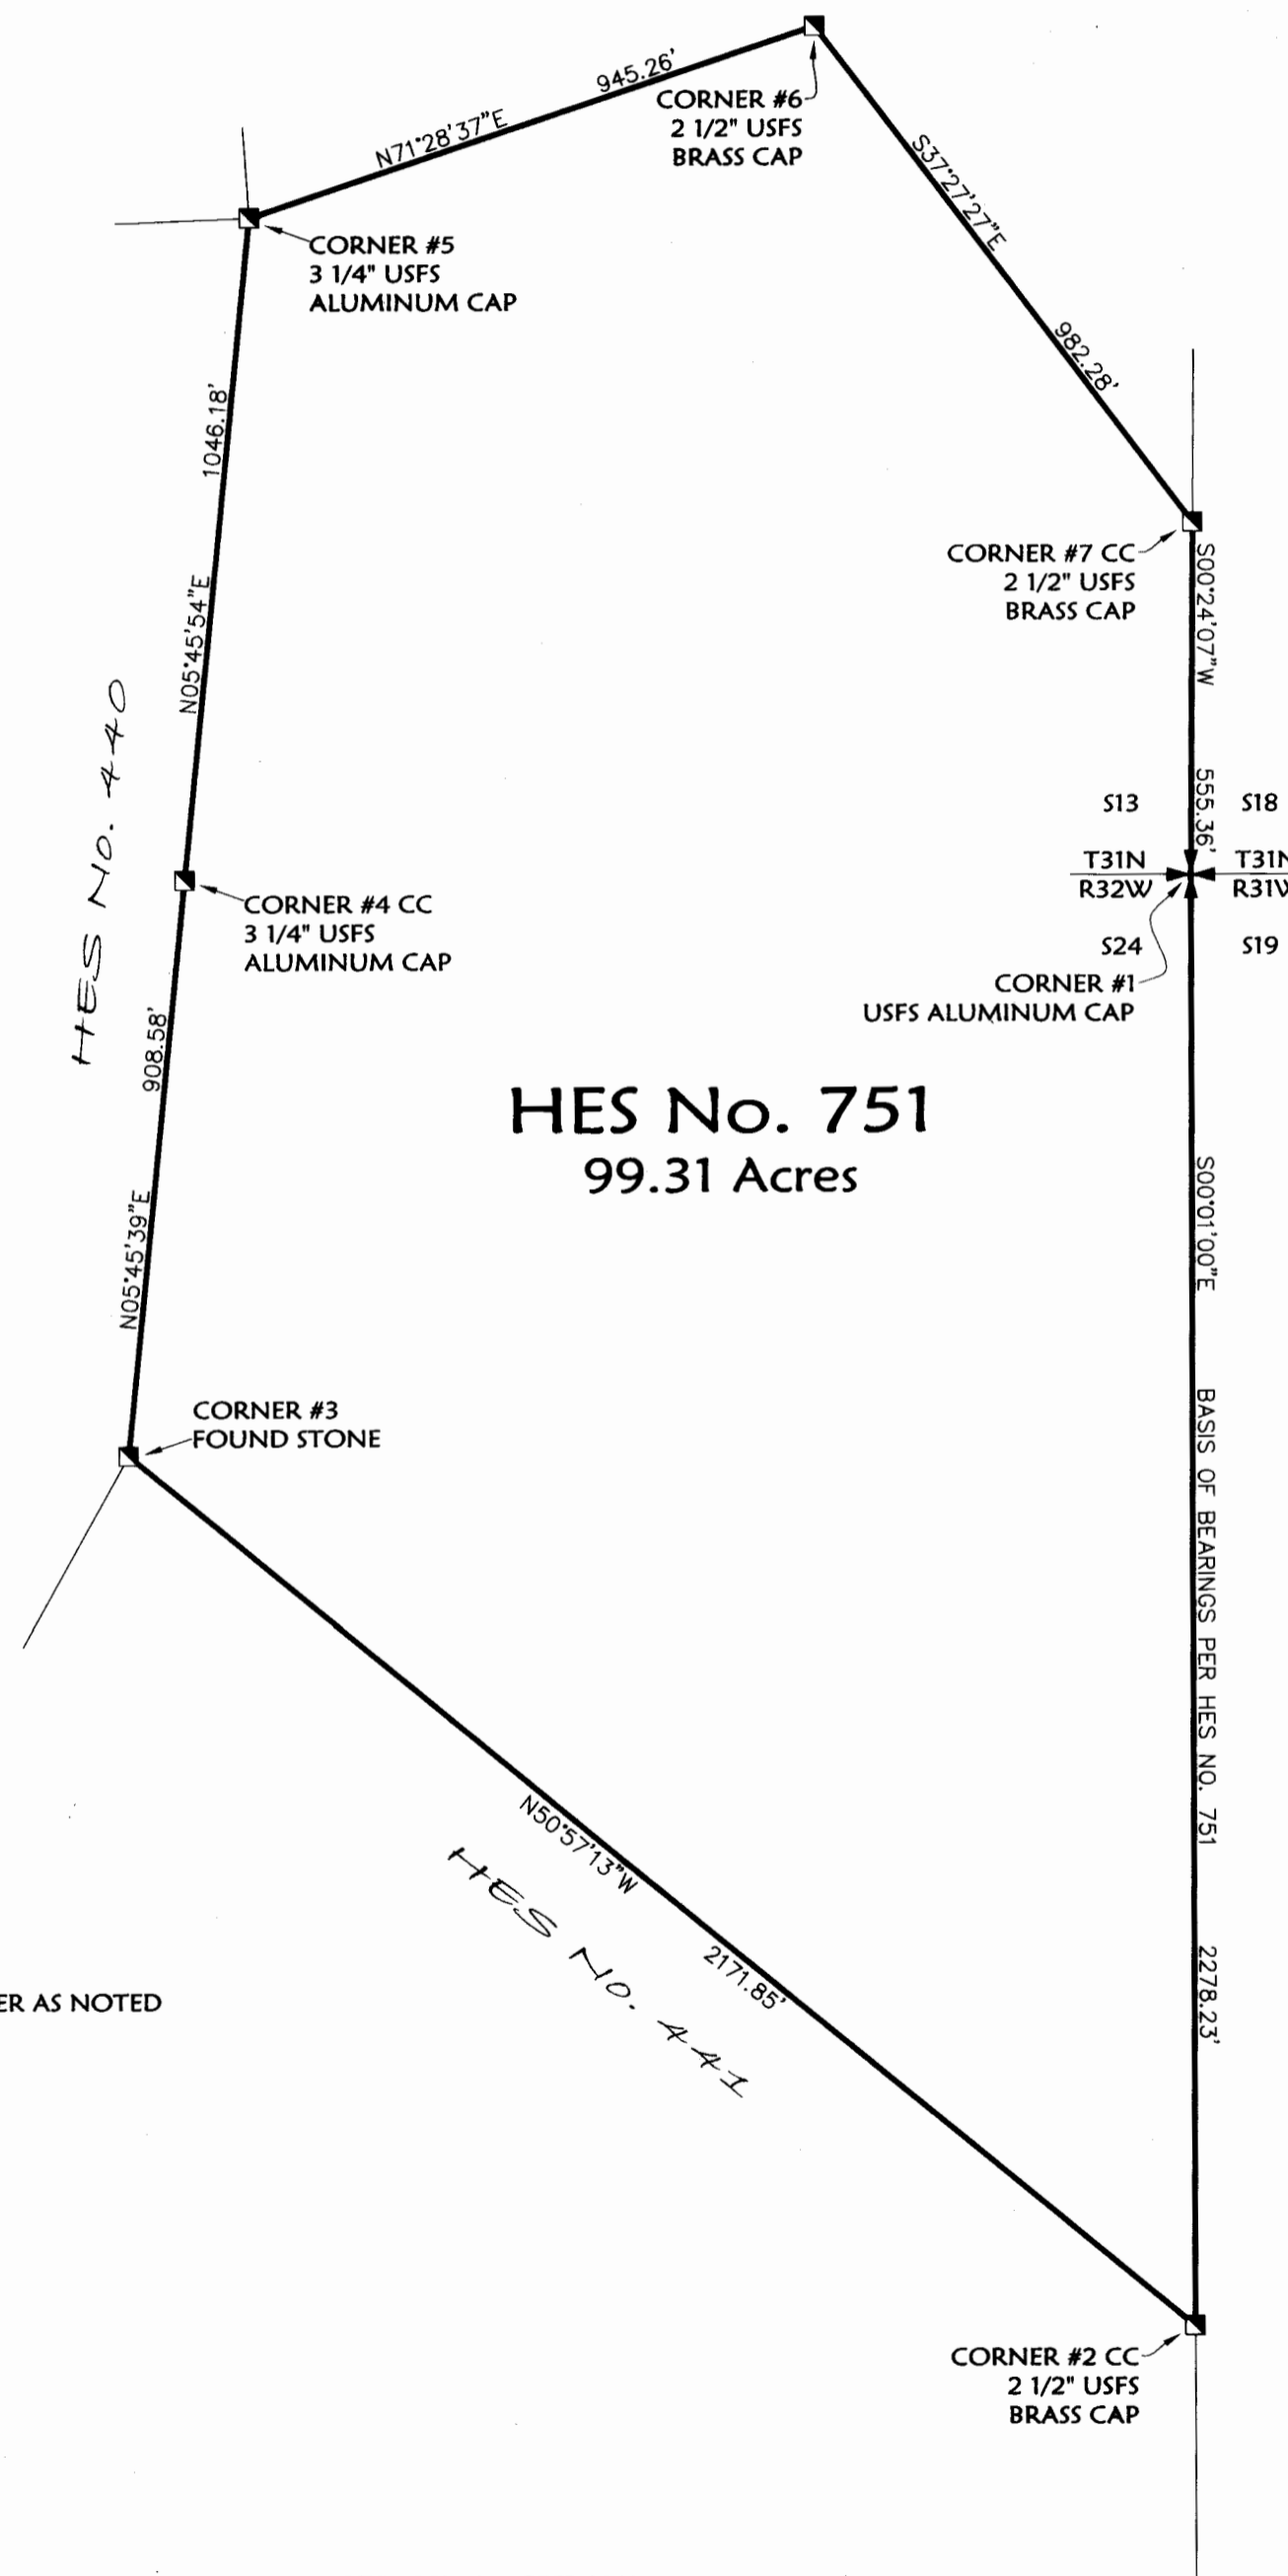 945.26'
N71°28'37"E
CORNER #6
2 1/2" USFS
BRASS CAP
S37°27'27"E
982.28'
CORNER #5
3 1/4" USFS
ALUMINUM CAP
1046.18'
N05°45'54"E
CORNER #7 CC
2 1/2" USFS
BRASS CAP
S00°24'07"W
555.36'
HES No. 440
S13
S18
T31N
R32W
T31N
R31W
S24
S19
CORNER #1
USFS ALUMINUM CAP
CORNER #4 CC
3 1/4" USFS
ALUMINUM CAP
908.58'
N05°45'39"E
HES No. 751
99.31 Acres
S00°01'00"E BASIS OF BEARINGS PER HES NO. 751 2278.23'
CORNER #3
FOUND STONE
N50°57'13"W
2171.85'
HES No. 441
ER AS NOTED
CORNER #2 CC
2 1/2" USFS
BRASS CAP